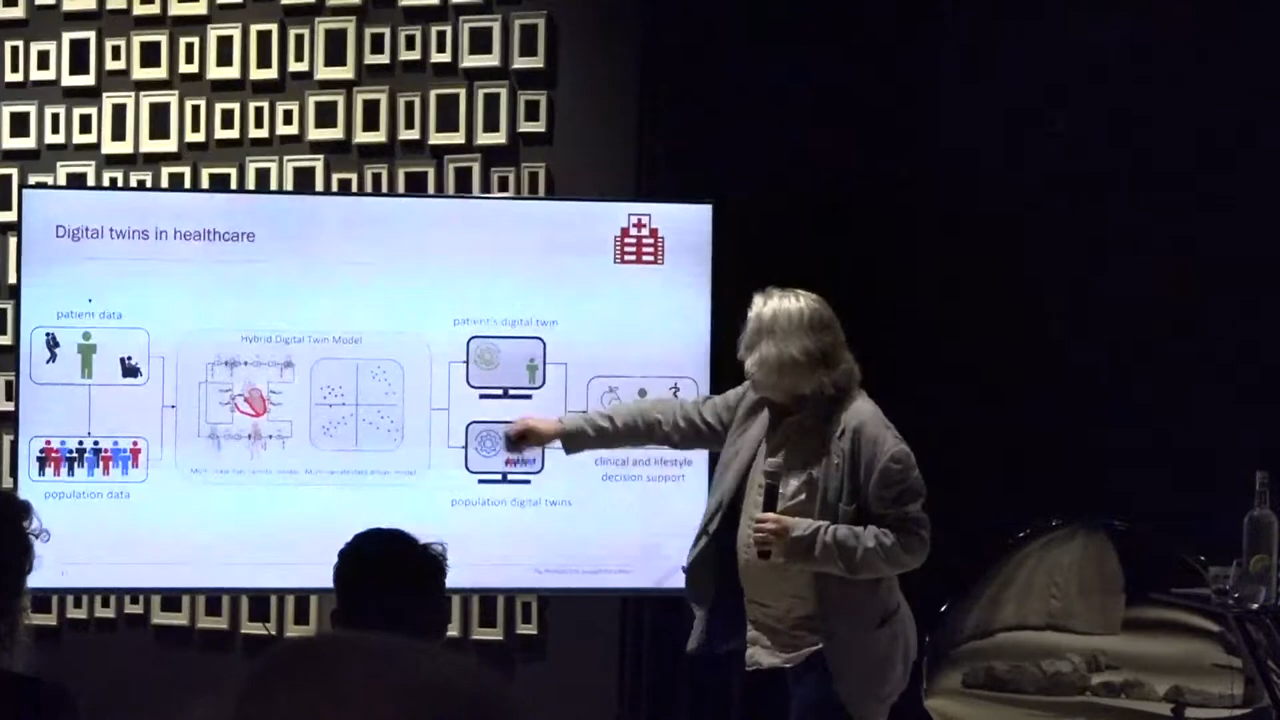 Digital twins in healthcare
patient data
population data
Hybrid Digital Twin Model
patient's digital twin
population digital twins
clinical and lifestyle
decision support